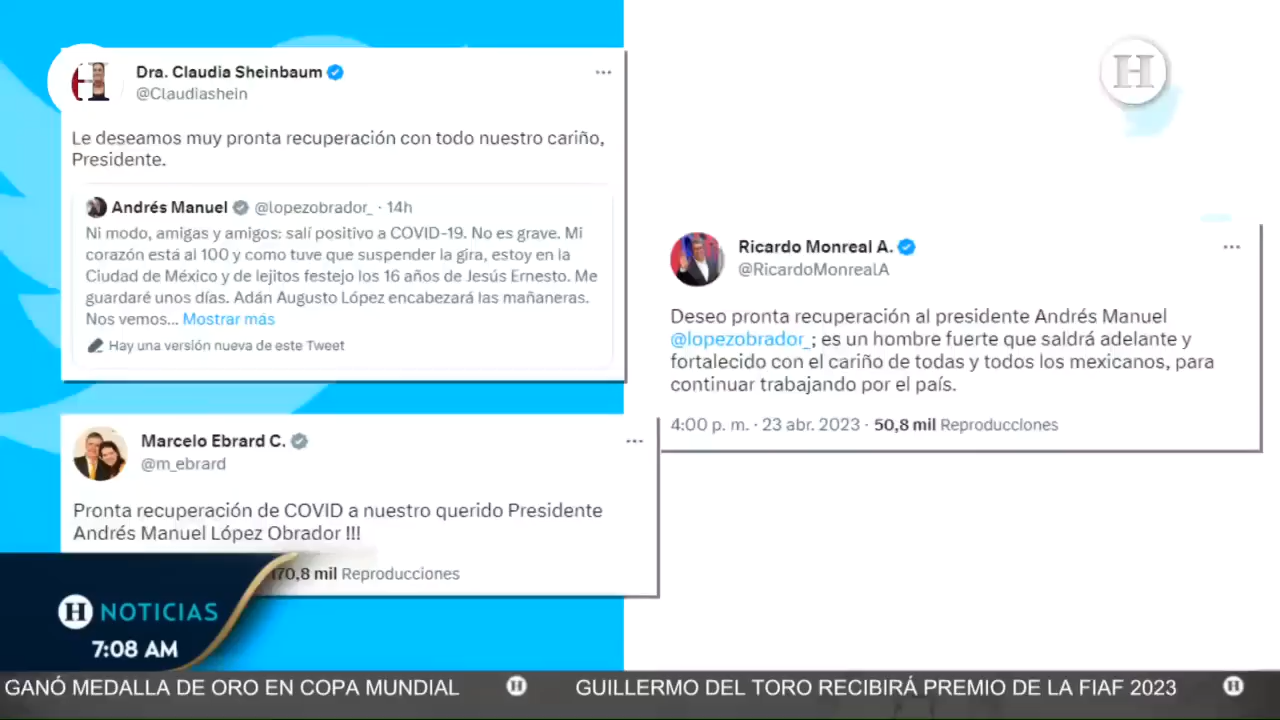 Dra. Claudia Sheinbaum
@Claudiashein
Le deseamos muy pronta recuperación con todo nuestro cariño,
Presidente.
Andrés Manuel @lopezobrador_ · 14h
Ni modo, amigas y amigos: salí positivo a COVID-19. No es grave. Mi
corazón está al 100 y como tuve que suspender la gira, estoy en la
Ciudad de México y de lejitos festejo los 16 años de Jesús Ernesto. Me
guardaré unos días. Adán Augusto López encabezará las mañaneras.
Nos vemos... Mostrar más
Hay una versión nueva de este Tweet
Marcelo Ebrard C.
@m_ebrard
Pronta recuperación de COVID a nuestro querido Presidente
Andrés Manuel López Obrador !!!
170,8 mil Reproducciones
H
Ricardo Monreal A.
@RicardoMonrealA
Deseo pronta recuperación al presidente Andrés Manuel
@lopezobrador_; es un hombre fuerte que saldrá adelante y
fortalecido con el cariño de todas y todos los mexicanos, para
continuar trabajando por el país.
4:00 p. m. · 23 abr. 2023 · 50,8 mil Reproducciones
H NOTICIAS
7:08 AM
GANÓ MEDALLA DE ORO EN COPA MUNDIAL H GUILLERMO DEL TORO RECIBIRÁ PREMIO DE LA FIAF 2023 H